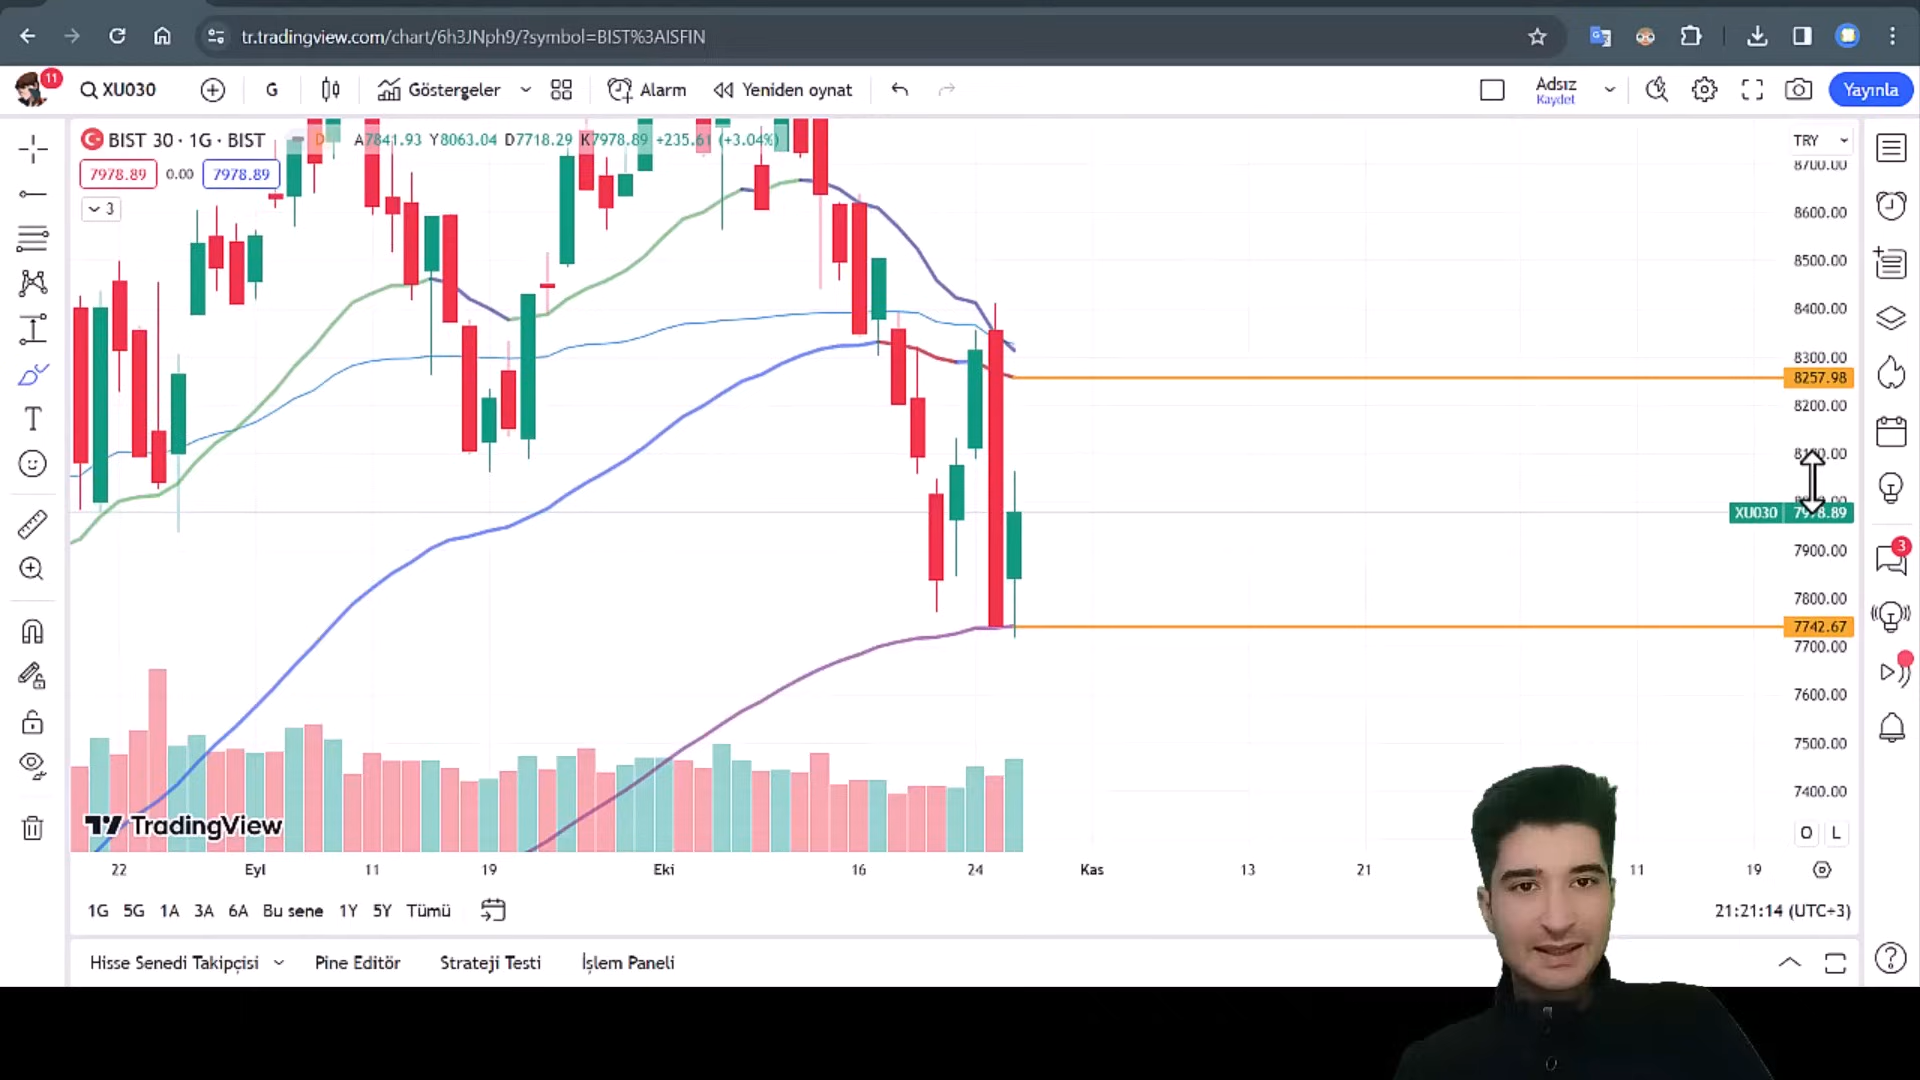 tr.tradingview.com/chart/6h3JNph9/?symbol=BIST%3AISFIN
11
XU030
G
Göstergeler
Alarm
Yeniden oynat
Adsız
Kaydet
Yayınla
BIST 30 · 1G · BIST
D
A7841.93 Y8063.04 D7718.29 K7978.89 +235.61 (+3.04%)
TRY
7978.89
0.00
7978.89
3
8700.00
8600.00
8500.00
8400.00
8300.00
8257.98
8200.00
XU030
7978.89
7900.00
7800.00
7742.67
7700.00
7600.00
7500.00
7400.00
3
TradingView
O
L
22
Eyl
11
19
Eki
16
24
Kas
13
21
11
19
1G
5G
1A
3A
6A
Bu sene
1Y
5Y
Tümü
21:21:14 (UTC+3)
Hisse Senedi Takipçisi
Pine Editör
Strateji Testi
İşlem Paneli